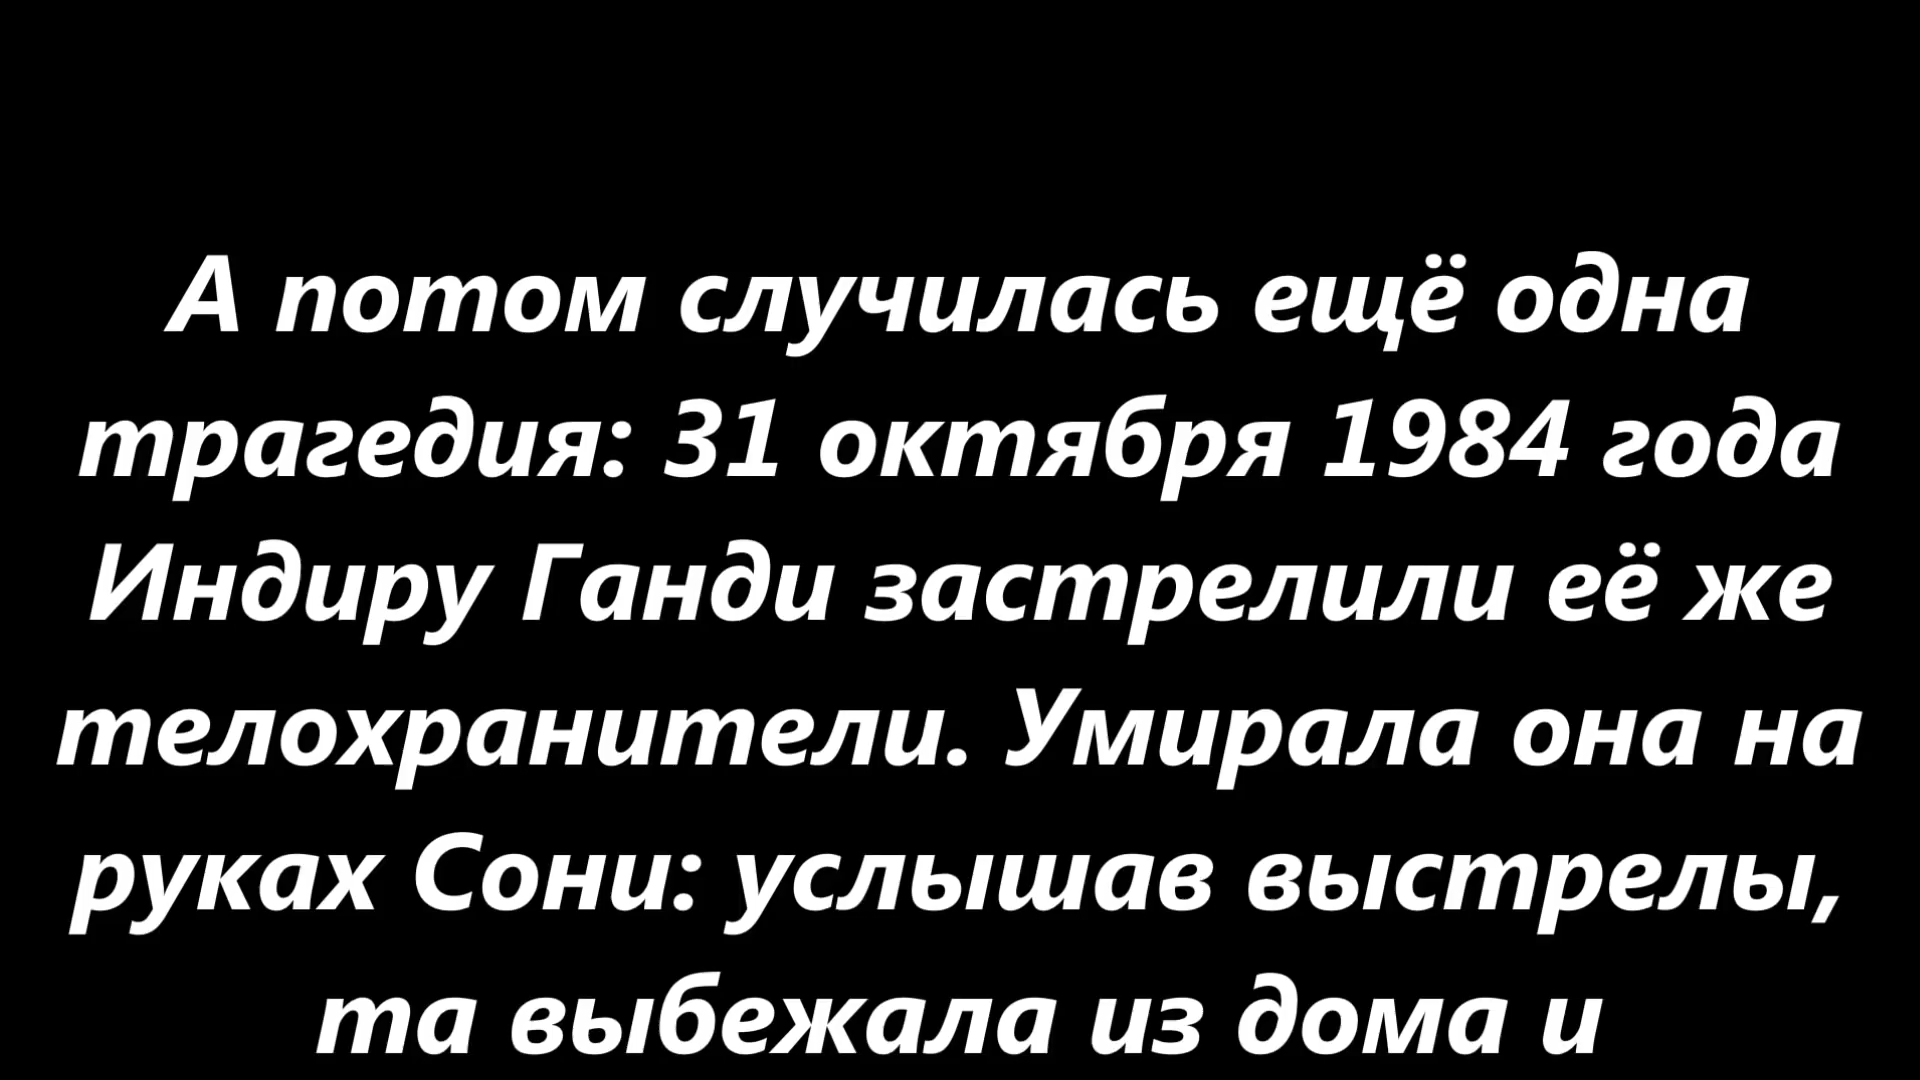 А потом случилась ещё одна
трагедия: 31 октября 1984 года
Индиру Ганди застрелили её же
телохранители. Умирала она на
руках Сони: услышав выстрелы,
та выбежала из дома и